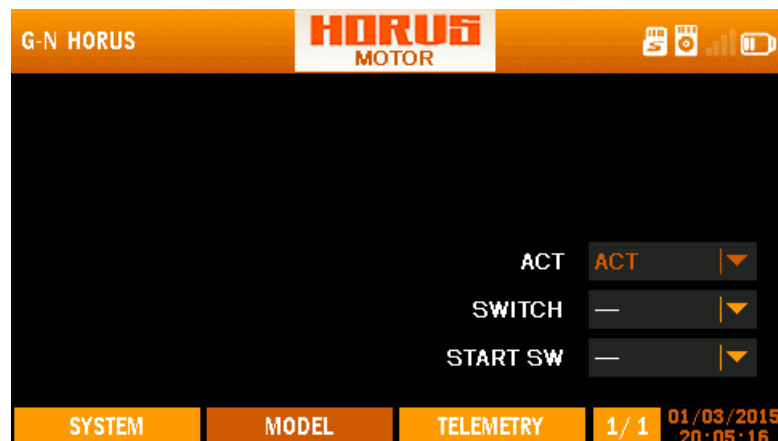 G-N HORUS
HORUS
MOTOR
S
ACT ACT
SWITCH —
START SW —
SYSTEM MODEL TELEMETRY 1/1 01/03/2015
20:05:16